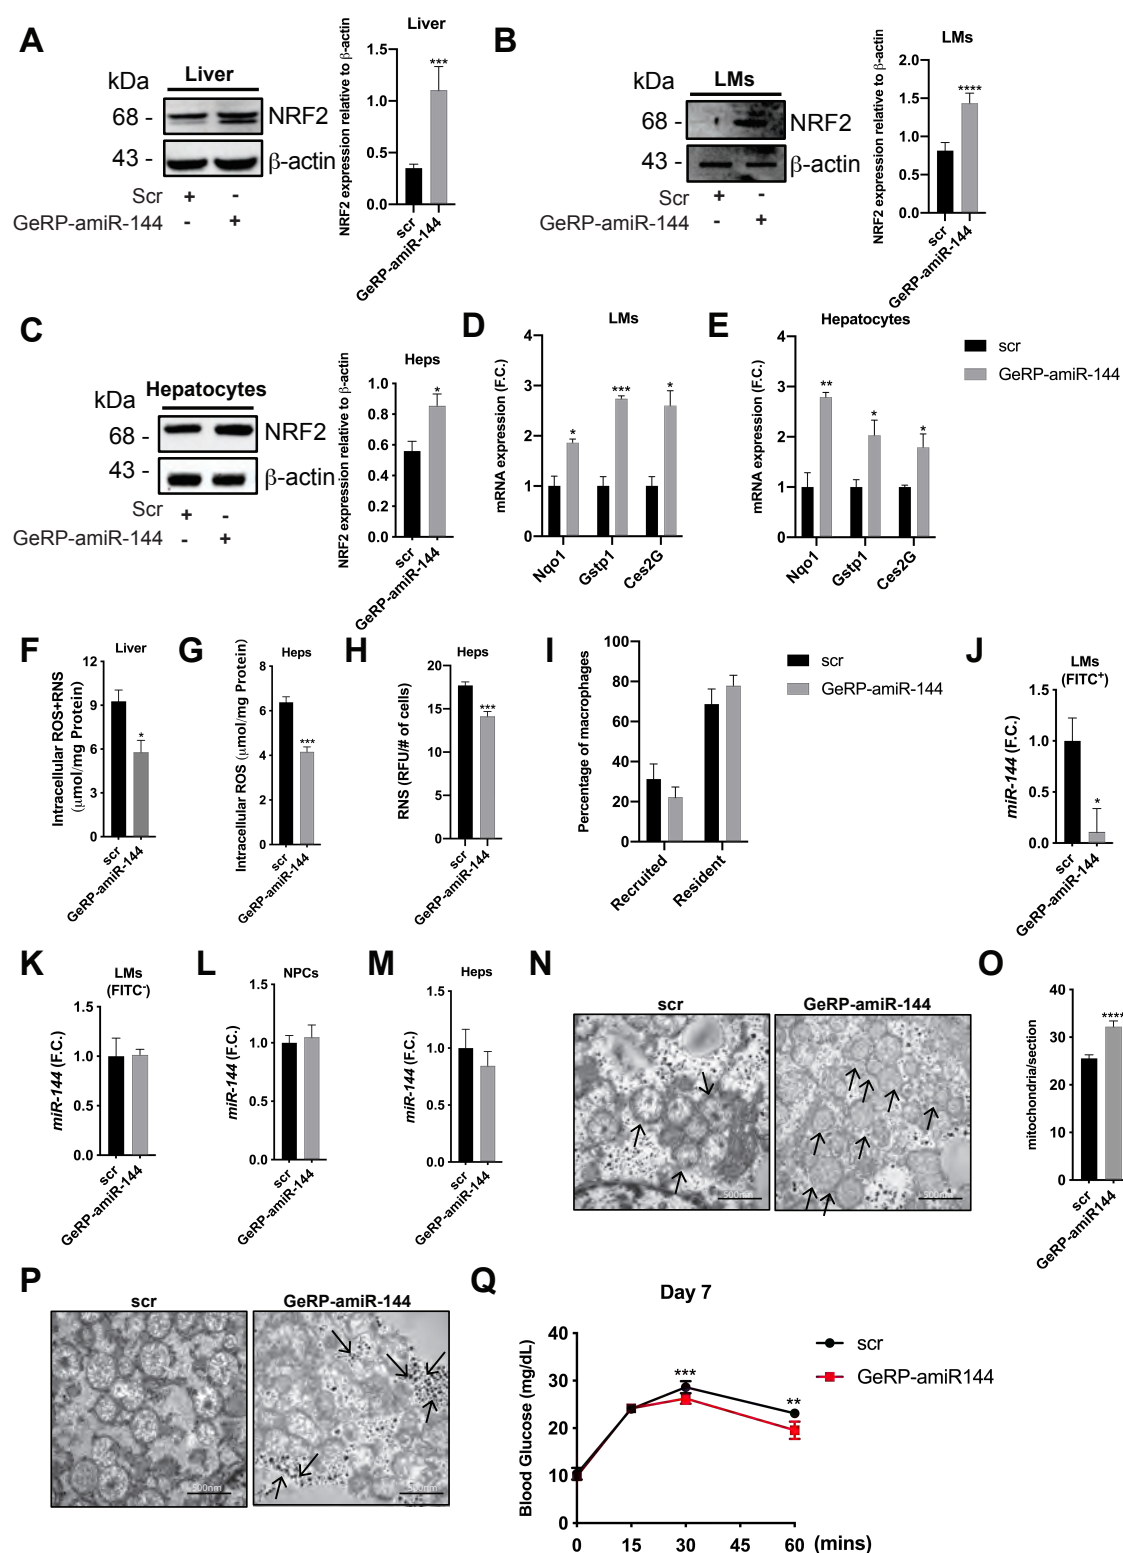 A
Liver
kDa
68 -
NRF2
43 -
β-actin
Scr + -
GeRP-amiR-144 - +
Liver
NRF2 expression relative to β-actin
1.5
1.0
0.5
0.0
***
scr
GeRP-amiR-144
B
LMs
kDa
68 -
NRF2
43 -
β-actin
Scr + -
GeRP-amiR-144 - +
LMs
NRF2 expression relative to β-actin
2.0
1.5
1.0
0.5
0.0
****
scr
GeRP-amiR-144
C
Hepatocytes
kDa
68 -
NRF2
43 -
β-actin
Scr + -
GeRP-amiR-144 - +
Heps
NRF2 expression relative to β-actin
1.0
0.8
0.6
0.4
0.2
0.0
*
scr
GeRP-amiR-144
D
LMs
mRNA expression (F.C.)
4
3
2
1
0
* *** *
Nqo1 Gstp1 Ces2G
E
Hepatocytes
mRNA expression (F.C.)
4
3
2
1
0
** * *
Nqo1 Gstp1 Ces2G
scr
GeRP-amiR-144
F
Liver
Intracellular ROS+RNS
(μmol/mg Protein)
12
9
6
3
0
*
scr
GeRP-amiR-144
G
Heps
Intracellular ROS (μmol/mg Protein)
8
6
4
2
0
***
scr
GeRP-amiR-144
H
Heps
RNS (RFU/# of cells)
20
15
10
5
0
***
scr
GeRP-amiR-144
I
Percentage of macrophages
100
80
60
40
20
0
Recruited Resident
scr
GeRP-amiR-144
J
LMs
(FITC+)
miR-144 (F.C.)
1.5
1.0
0.5
0.0
*
scr
GeRP-amiR-144
K
LMs
(FITC-)
miR-144 (F.C.)
1.5
1.0
0.5
0.0
scr
GeRP-amiR-144
L
NPCs
miR-144 (F.C.)
1.5
1.0
0.5
0.0
scr
GeRP-amiR-144
M
Heps
miR-144 (F.C.)
1.5
1.0
0.5
0.0
scr
GeRP-amiR-144
N
scr
GeRP-amiR-144
500nm
500nm
O
mitochondria/section
40
30
20
10
0
****
scr
GeRP-amiR144
P
scr
GeRP-amiR-144
500nm
500nm
Q
Day 7
Blood Glucose (mg/dL)
40
30
20
10
0
***
**
0 15 30 45 60 (mins)
scr
GeRP-amiR144